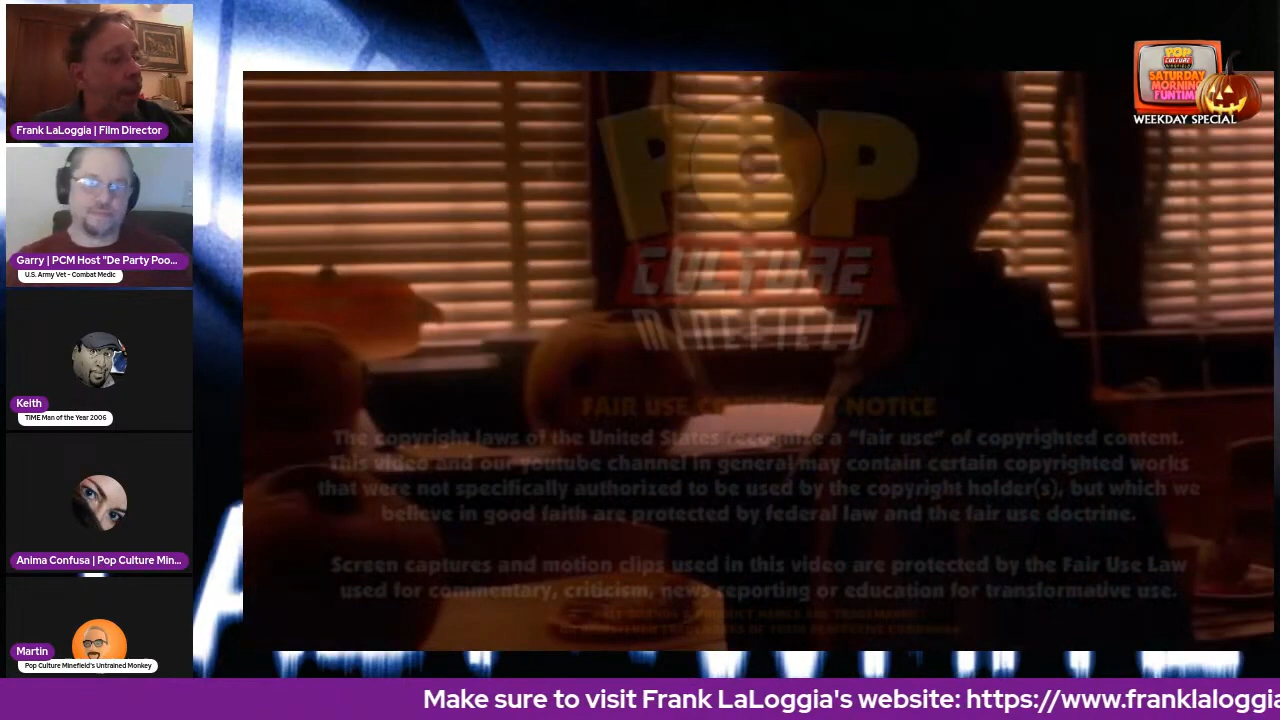 Frank LaLoggia | Film Director
Garry | PCM Host "De Party Poo...
U.S. Army Vet - Combat Medic
Keith
TIME Man of the Year 2006
Anima Confusa | Pop Culture Min...
Martin
Pop Culture Minefield's Untrained Monkey
POP
CULTURE
MINEFIELD
SATURDAY
MORNING
FUNTIME
WEEKDAY SPECIAL
POP
CULTURE
MINEFIELD
FAIR USE COPYRIGHT NOTICE
The copyright laws of the United States recognize a "fair use" of copyrighted content.
This video and our youtube channel in general may contain certain copyrighted works
that were not specifically authorized to be used by the copyright holder(s), but which we
believe in good faith are protected by federal law and the fair use doctrine.
Screen captures and motion clips used in this video are protected by the Fair Use Law
used for commentary, criticism, news reporting or education for transformative use.
Make sure to visit Frank LaLoggia's website: https://www.franklaloggia